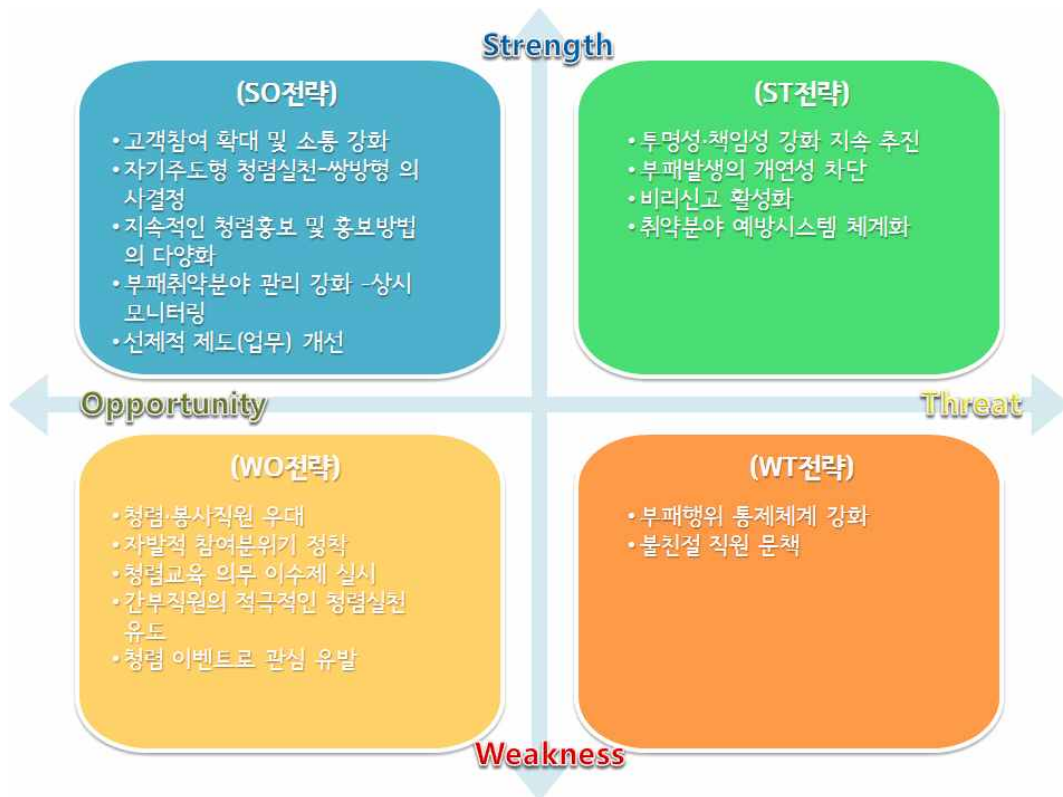 Strength
(SO전략)
•고객참여 확대 및 소통 강화
•자기주도형 청렴실천-쌍방형 의
사결정
•지속적인 청렴홍보 및 홍보방법
의 다양화
•부패취약분야 관리 강화 -상시
모니터링
•선제적 제도(업무) 개선
(ST전략)
•투명성·책임성 강화 지속 추진
•부패발생의 개연성 차단
•비리신고 활성화
•취약분야 예방시스템 체계화
Opportunity
Threat
(WO전략)
•청렴·봉사직원 우대
•자발적 참여분위기 정착
•청렴교육 의무 이수제 실시
•간부직원의 적극적인 청렴실천
유도
•청렴 이벤트로 관심 유발
(WT전략)
•부패행위 통제체계 강화
•불친절 직원 문책
Weakness